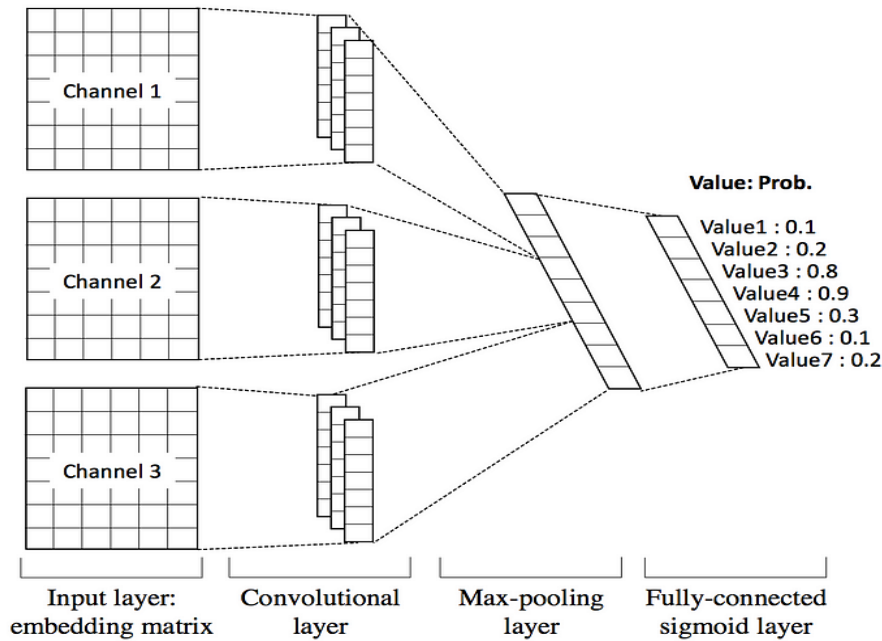 Channel 1
Channel 2
Channel 3
Value: Prob.
Value1 : 0.1
Value2 : 0.2
Value3 : 0.8
Value4 : 0.9
Value5 : 0.3
Value6 : 0.1
Value7 : 0.2
Input layer:
embedding matrix
Convolutional
layer
Max-pooling
layer
Fully-connected
sigmoid layer